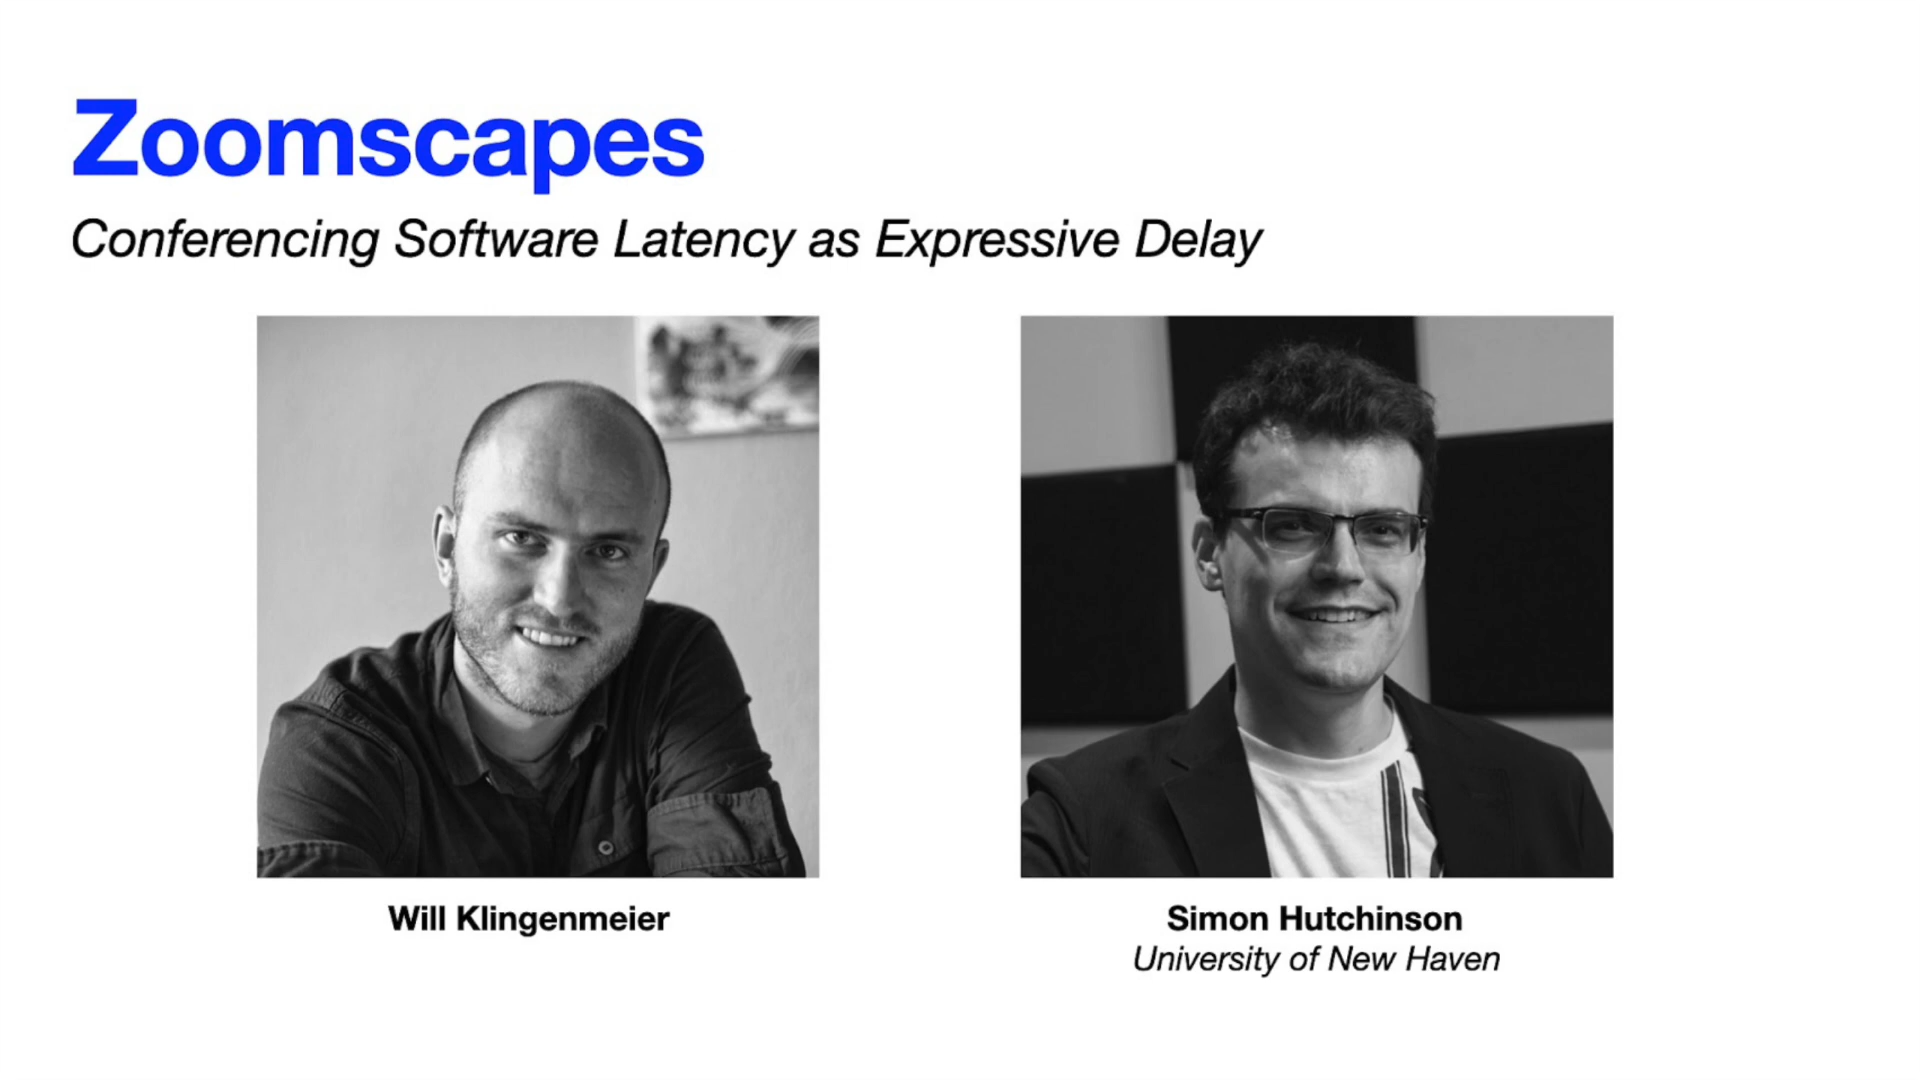 Zoomscapes
Conferencing Software Latency as Expressive Delay
Will Klingenmeier
Simon Hutchinson
University of New Haven